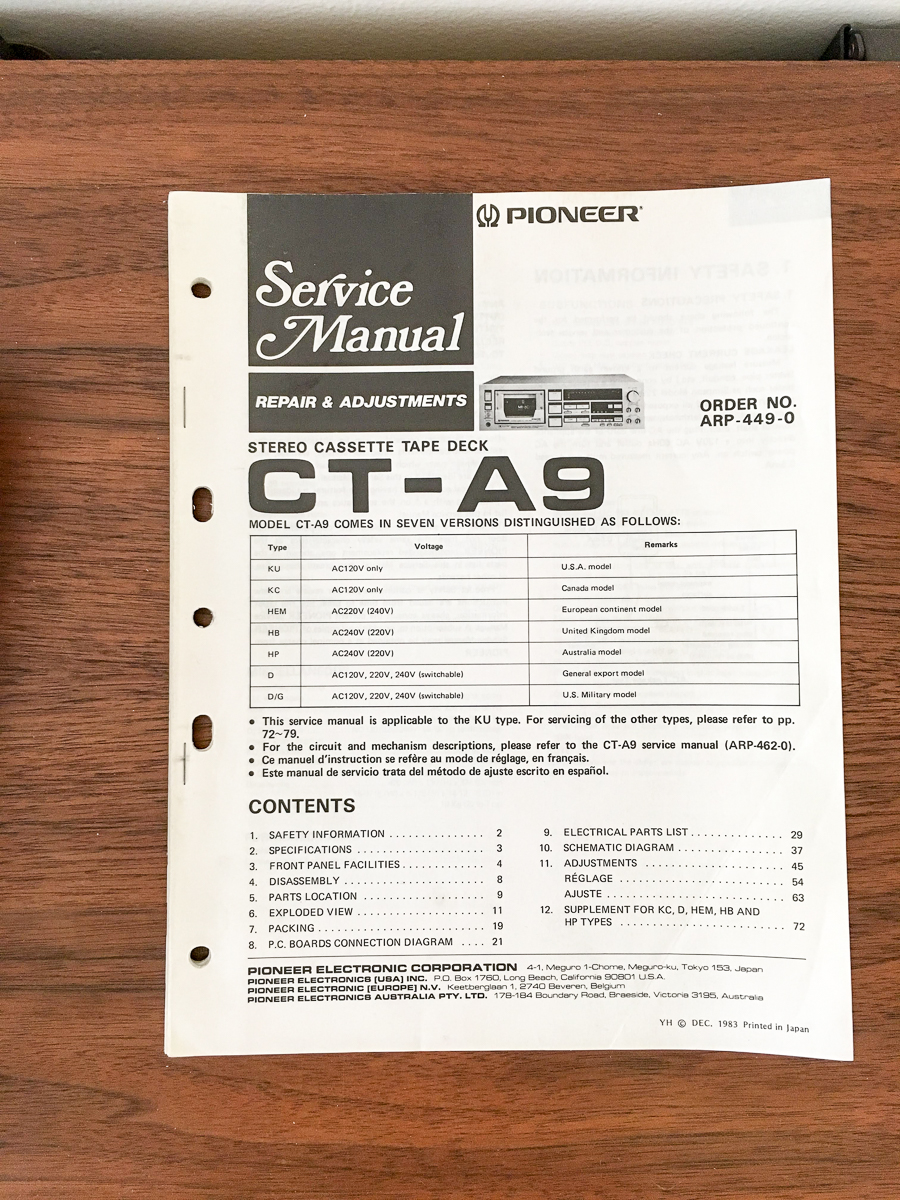 PIONEER
Service
Manual
REPAIR & ADJUSTMENTS
ORDER NO.
ARP-449-0
STEREO CASSETTE TAPE DECK
CT-A9
MODEL CT-A9 COMES IN SEVEN VERSIONS DISTINGUISHED AS FOLLOWS:
Type Voltage Remarks
KU AC120V only U.S.A. model
KC AC120V only Canada model
HEM AC220V (240V) European continent model
HB AC240V (220V) United Kingdom model
HP AC240V (220V) Australia model
D AC120V, 220V, 240V (switchable) General export model
D/G AC120V, 220V, 240V (switchable) U.S. Military model
● This service manual is applicable to the KU type. For servicing of the other types, please refer to pp.
72~79.
● For the circuit and mechanism descriptions, please refer to the CT-A9 service manual (ARP-462-0).
● Ce manuel d'instruction se refère au mode de réglage, en français.
● Este manual de servicio trata del método de ajuste escrito en español.
CONTENTS
1. SAFETY INFORMATION . . . . . . . . . . . . . . . 2
2. SPECIFICATIONS . . . . . . . . . . . . . . . . . . . . 3
3. FRONT PANEL FACILITIES . . . . . . . . . . . . . 4
4. DISASSEMBLY . . . . . . . . . . . . . . . . . . . . . . 8
5. PARTS LOCATION . . . . . . . . . . . . . . . . . . . 9
6. EXPLODED VIEW . . . . . . . . . . . . . . . . . . . . 11
7. PACKING . . . . . . . . . . . . . . . . . . . . . . . . . . 19
8. P.C. BOARDS CONNECTION DIAGRAM . . . . 21
9. ELECTRICAL PARTS LIST . . . . . . . . . . . . . 29
10. SCHEMATIC DIAGRAM . . . . . . . . . . . . . . . 37
11. ADJUSTMENTS . . . . . . . . . . . . . . . . . . . . 45
RÉGLAGE . . . . . . . . . . . . . . . . . . . . . . . . 54
AJUSTE . . . . . . . . . . . . . . . . . . . . . . . . . . 63
12. SUPPLEMENT FOR KC, D, HEM, HB AND
HP TYPES . . . . . . . . . . . . . . . . . . . . . . . . 72
PIONEER ELECTRONIC CORPORATION 4-1, Meguro 1-Chome, Meguro-ku, Tokyo 153, Japan
PIONEER ELECTRONICS [USA] INC. P.O. Box 1760, Long Beach, California 90801 U.S.A.
PIONEER ELECTRONIC [EUROPE] N.V. Keetberglaan 1, 2740 Beveren, Belgium
PIONEER ELECTRONICS AUSTRALIA PTY. LTD. 178-184 Boundary Road, Braeside, Victoria 3195, Australia
YH © DEC. 1983 Printed in Japan